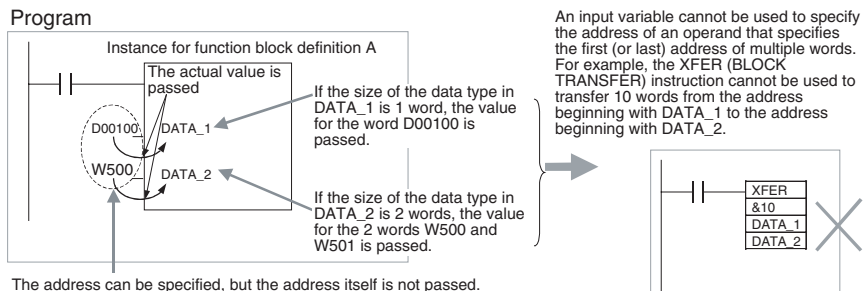 Program
Instance for function block definition A
The actual value is
passed
D00100
DATA_1
W500
DATA_2
If the size of the data type in
DATA_1 is 1 word, the value
for the word D00100 is
passed.
If the size of the data type in
DATA_2 is 2 words, the value
for the 2 words W500 and
W501 is passed.
The address can be specified, but the address itself is not passed.
An input variable cannot be used to specify
the address of an operand that specifies
the first (or last) address of multiple words.
For example, the XFER (BLOCK
TRANSFER) instruction cannot be used to
transfer 10 words from the address
beginning with DATA_1 to the address
beginning with DATA_2.
XFER
&10
DATA_1
DATA_2